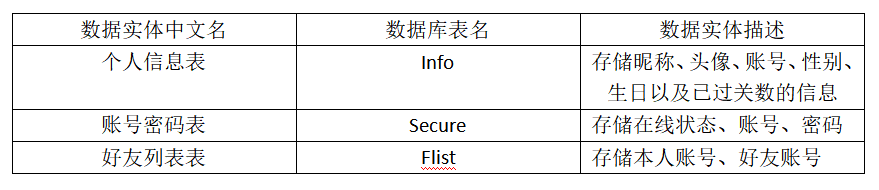 数据实体中文名 数据库表名 数据实体描述
个人信息表 Info 存储昵称、头像、账号、性别、
生日以及已过关数的信息
账号密码表 Secure 存储在线状态、账号、密码
好友列表表 Flist 存储本人账号、好友账号